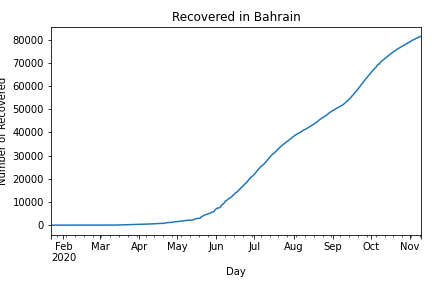 Recovered in Bahrain
Number of Recovered
80000
70000
60000
50000
40000
30000
20000
10000
0
Feb Mar Apr May Jun Jul Aug Sep Oct Nov
2020
Day